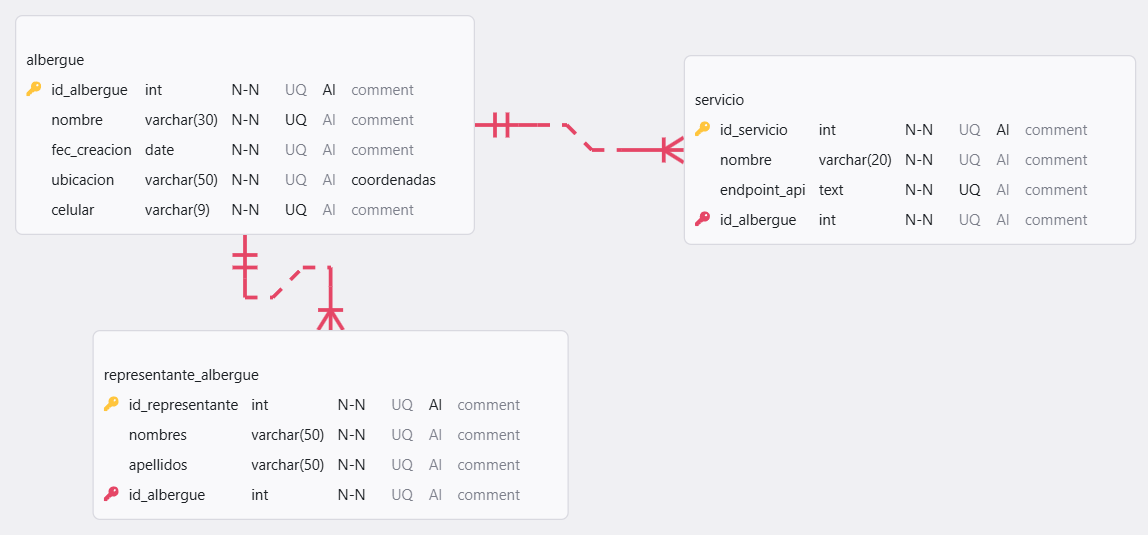 albergue
id_albergue int N-N UQ AI comment
nombre varchar(30) N-N UQ AI comment
fec_creacion date N-N UQ AI comment
ubicacion varchar(50) N-N UQ AI coordenadas
celular varchar(9) N-N UQ AI comment
servicio
id_servicio int N-N UQ AI comment
nombre varchar(20) N-N UQ AI comment
endpoint_api text N-N UQ AI comment
id_albergue int N-N UQ AI comment
representante_albergue
id_representante int N-N UQ AI comment
nombres varchar(50) N-N UQ AI comment
apellidos varchar(50) N-N UQ AI comment
id_albergue int N-N UQ AI comment